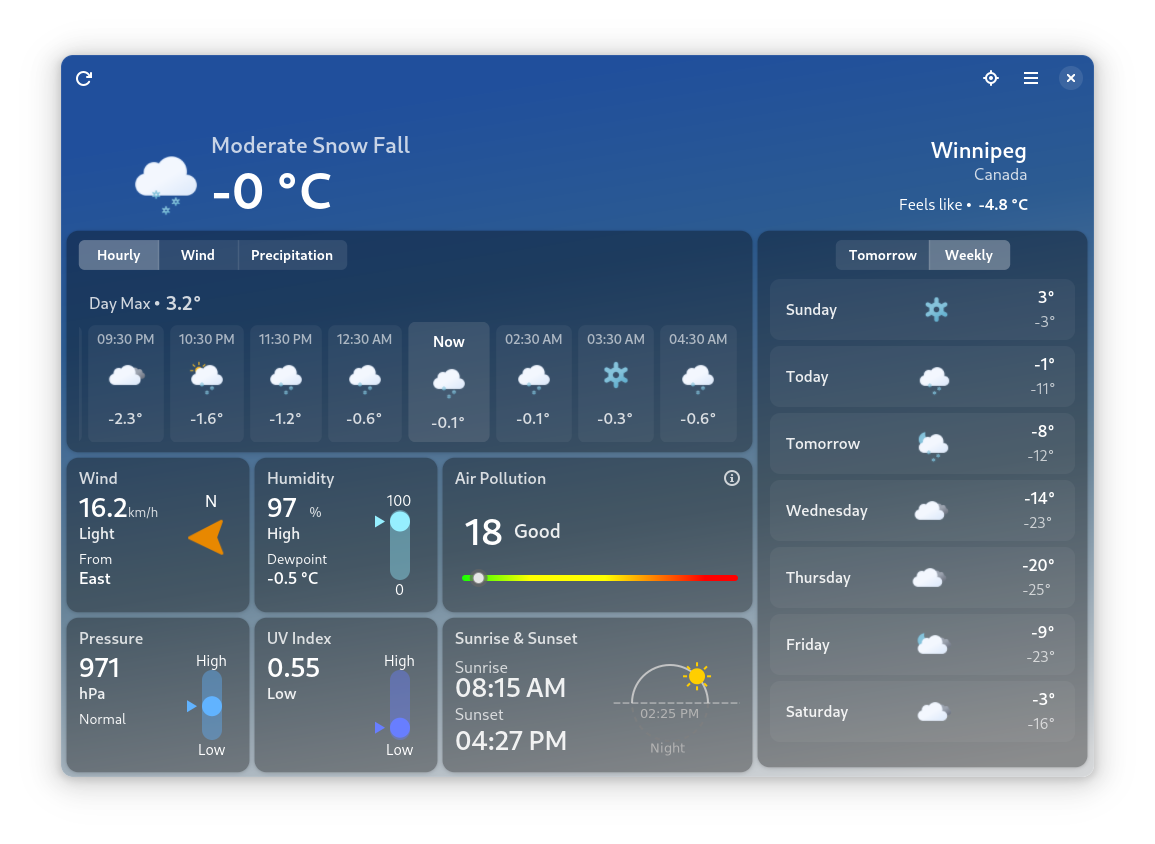 Moderate Snow Fall
-0 °C
Winnipeg
Canada
Feels like • -4.8 °C
Hourly Wind Precipitation
Day Max • 3.2°
09:30 PM 10:30 PM 11:30 PM 12:30 AM Now 02:30 AM 03:30 AM 04:30 AM
-2.3° -1.6° -1.2° -0.6° -0.1° -0.1° -0.3° -0.6°
Tomorrow Weekly
Sunday 3° -3°
Today -1° -11°
Tomorrow -8° -12°
Wednesday -14° -23°
Thursday -20° -25°
Friday -9° -23°
Saturday -3° -16°
Wind
16.2km/h
Light
From
East
N
Humidity
97 %
High
Dewpoint
-0.5 °C
100
0
Air Pollution
18 Good
Pressure
971
hPa
Normal
High
Low
UV Index
0.55
Low
High
Low
Sunrise & Sunset
Sunrise
08:15 AM
Sunset
04:27 PM
02:25 PM
Night